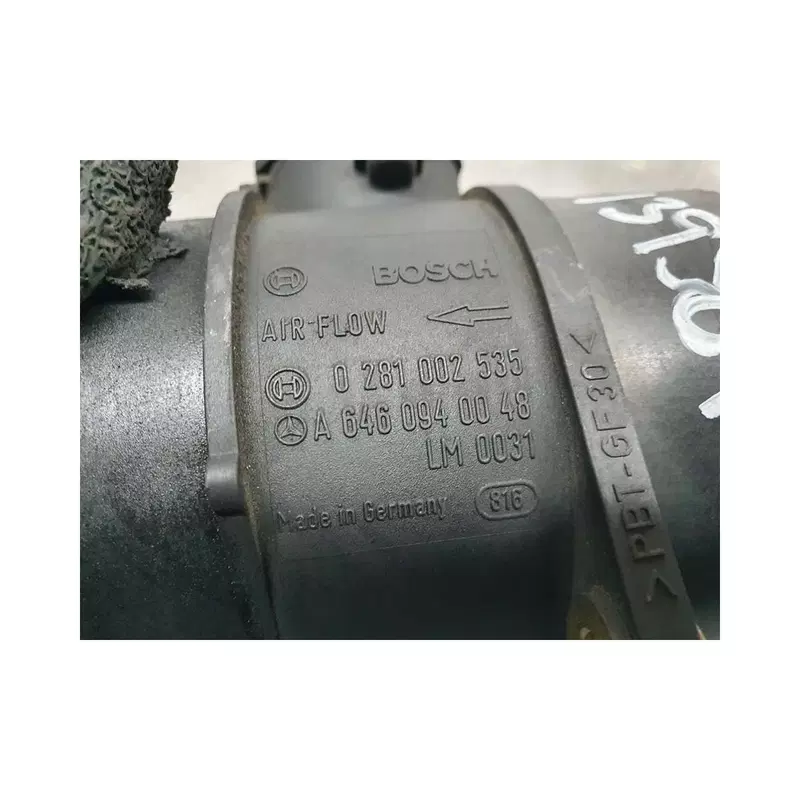 BOSCH
AIR FLOW
0 281 002 535
A 646 094 00 48
LM 0031
Made in Germany 816
>PBT-GF30<